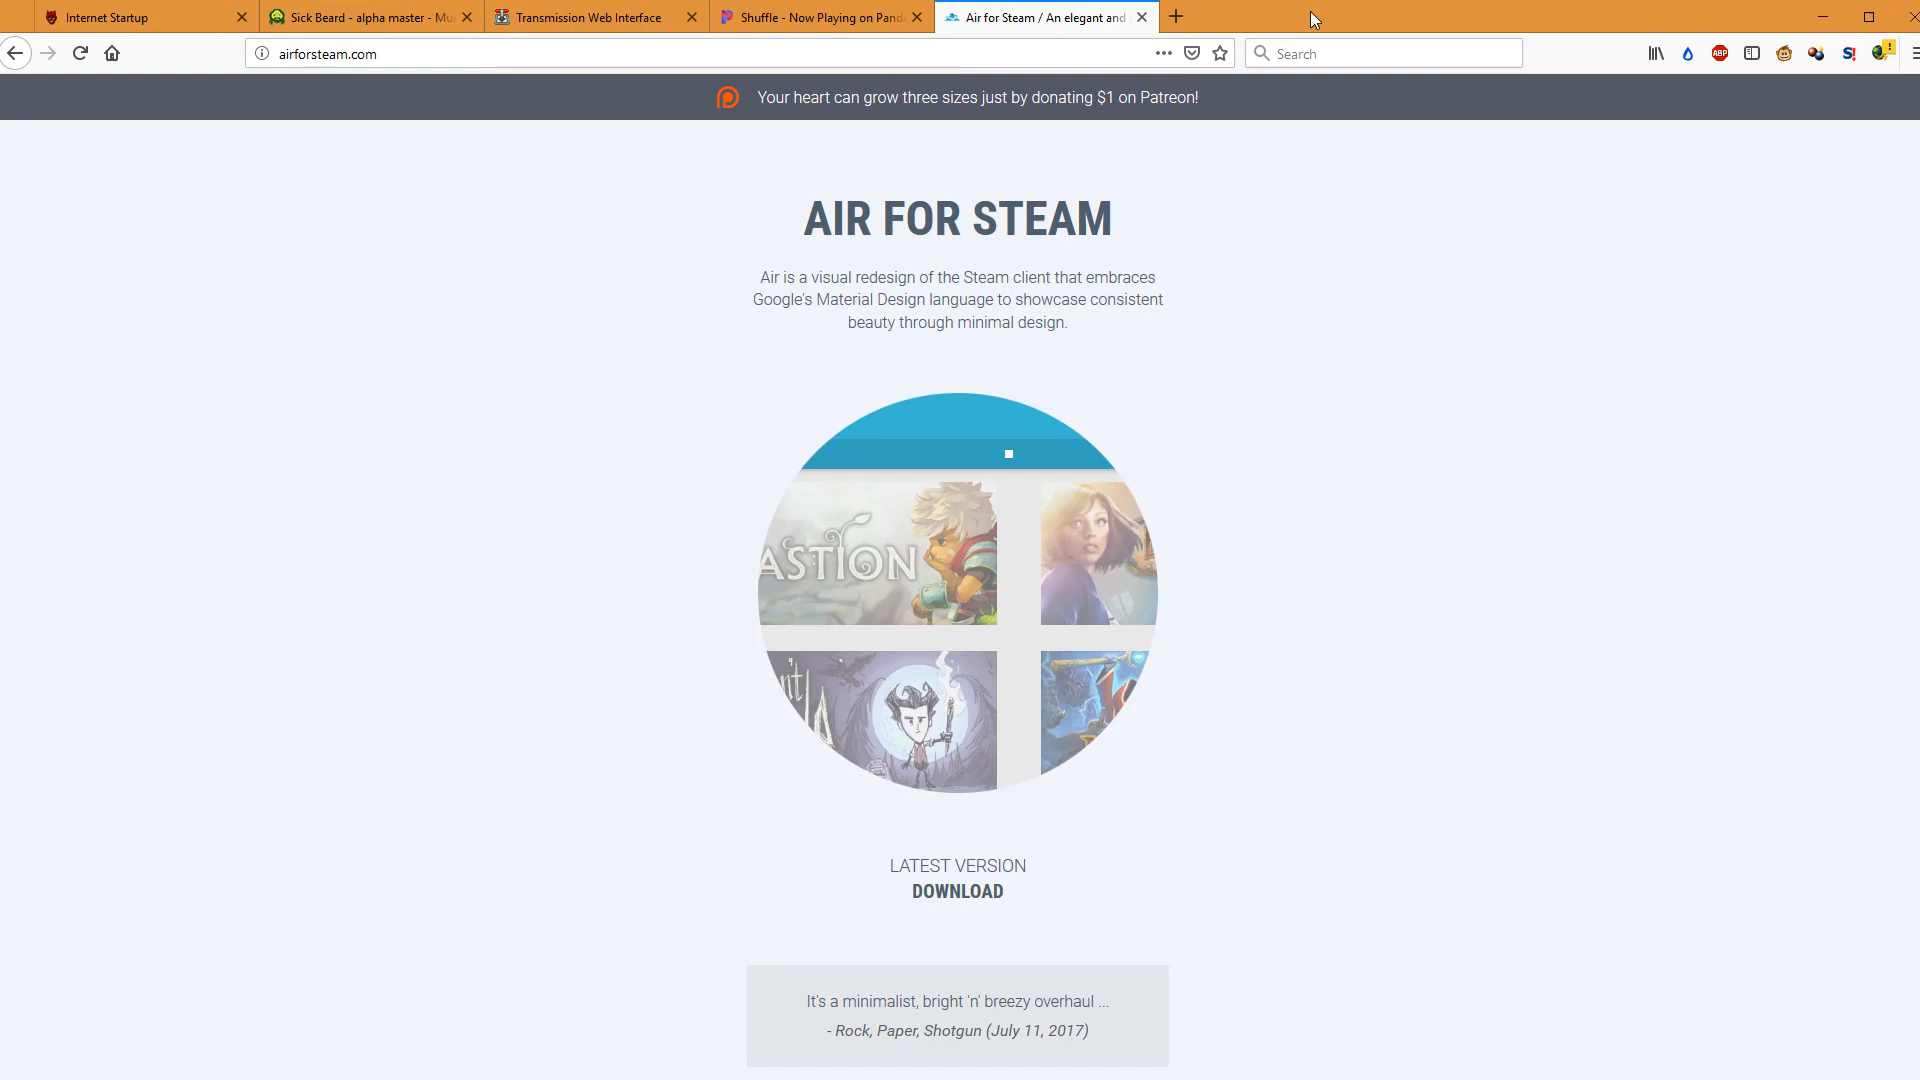 Internet Startup
Sick Beard - alpha master - Mu
Transmission Web Interface
Shuffle - Now Playing on Pand
Air for Steam / An elegant and
airforsteam.com
Search
ABP
S!
Your heart can grow three sizes just by donating $1 on Patreon!
AIR FOR STEAM
Air is a visual redesign of the Steam client that embraces
Google's Material Design language to showcase consistent
beauty through minimal design.
ASTION
LATEST VERSION
DOWNLOAD
It's a minimalist, bright 'n' breezy overhaul ...
- Rock, Paper, Shotgun (July 11, 2017)